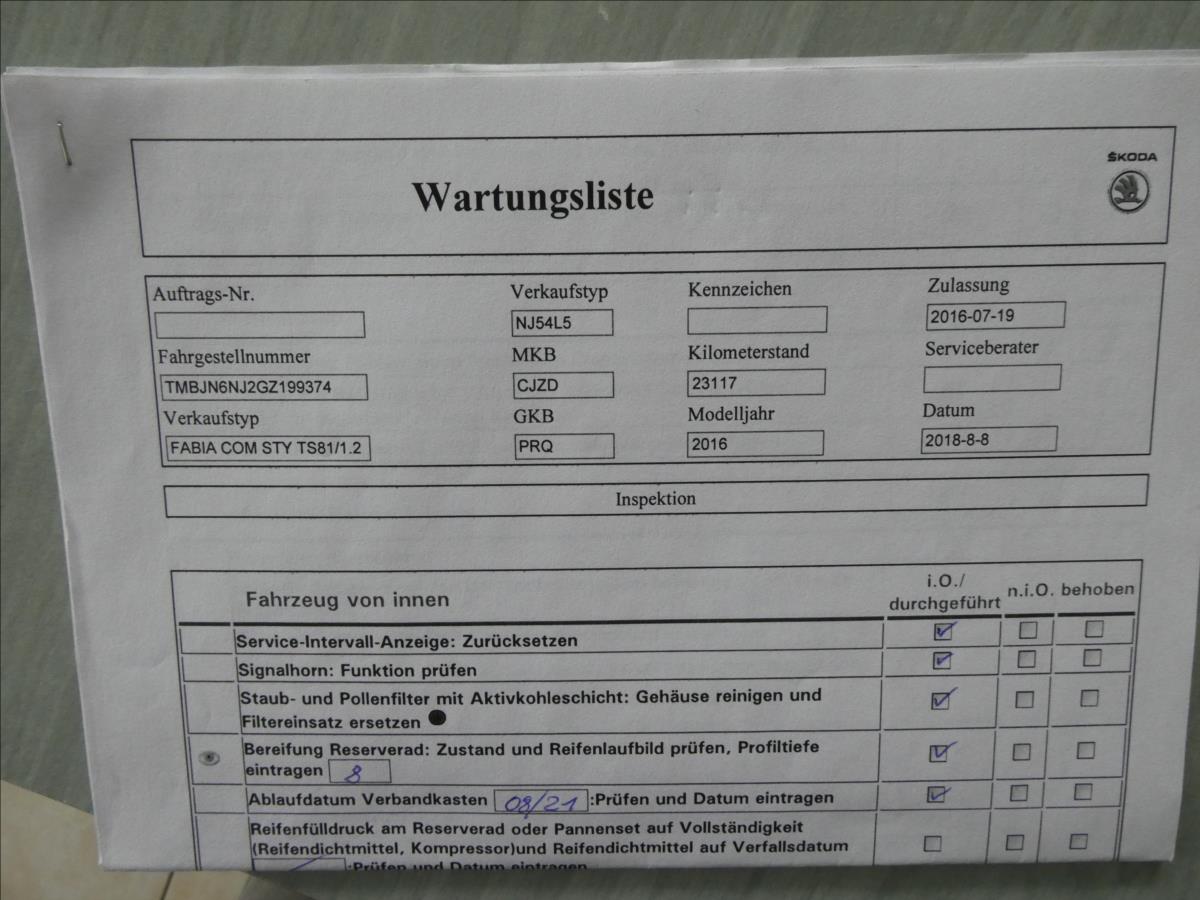 ŠKODA
Wartungsliste
Auftrags-Nr. Verkaufstyp Kennzeichen Zulassung
NJ54L5 2016-07-19
Fahrgestellnummer MKB Kilometerstand Serviceberater
TMBJN6NJ2GZ199374 CJZD 23117
Verkaufstyp GKB Modelljahr Datum
FABIA COM STY TS81/1.2 PRQ 2016 2018-8-8
Inspektion
Fahrzeug von innen i.O./ durchgeführt n.i.O. behoben
Service-Intervall-Anzeige: Zurücksetzen
Signalhorn: Funktion prüfen
Staub- und Pollenfilter mit Aktivkohleschicht: Gehäuse reinigen und
Filtereinsatz ersetzen
Bereifung Reserverad: Zustand und Reifenlaufbild prüfen, Profiltiefe
eintragen 8
Ablaufdatum Verbandkasten 08/21 :Prüfen und Datum eintragen
Reifenfülldruck am Reserverad oder Pannenset auf Vollständigkeit
(Reifendichtmittel, Kompressor)und Reifendichtmittel auf Verfallsdatum
:Prüfen und Datum eintragen